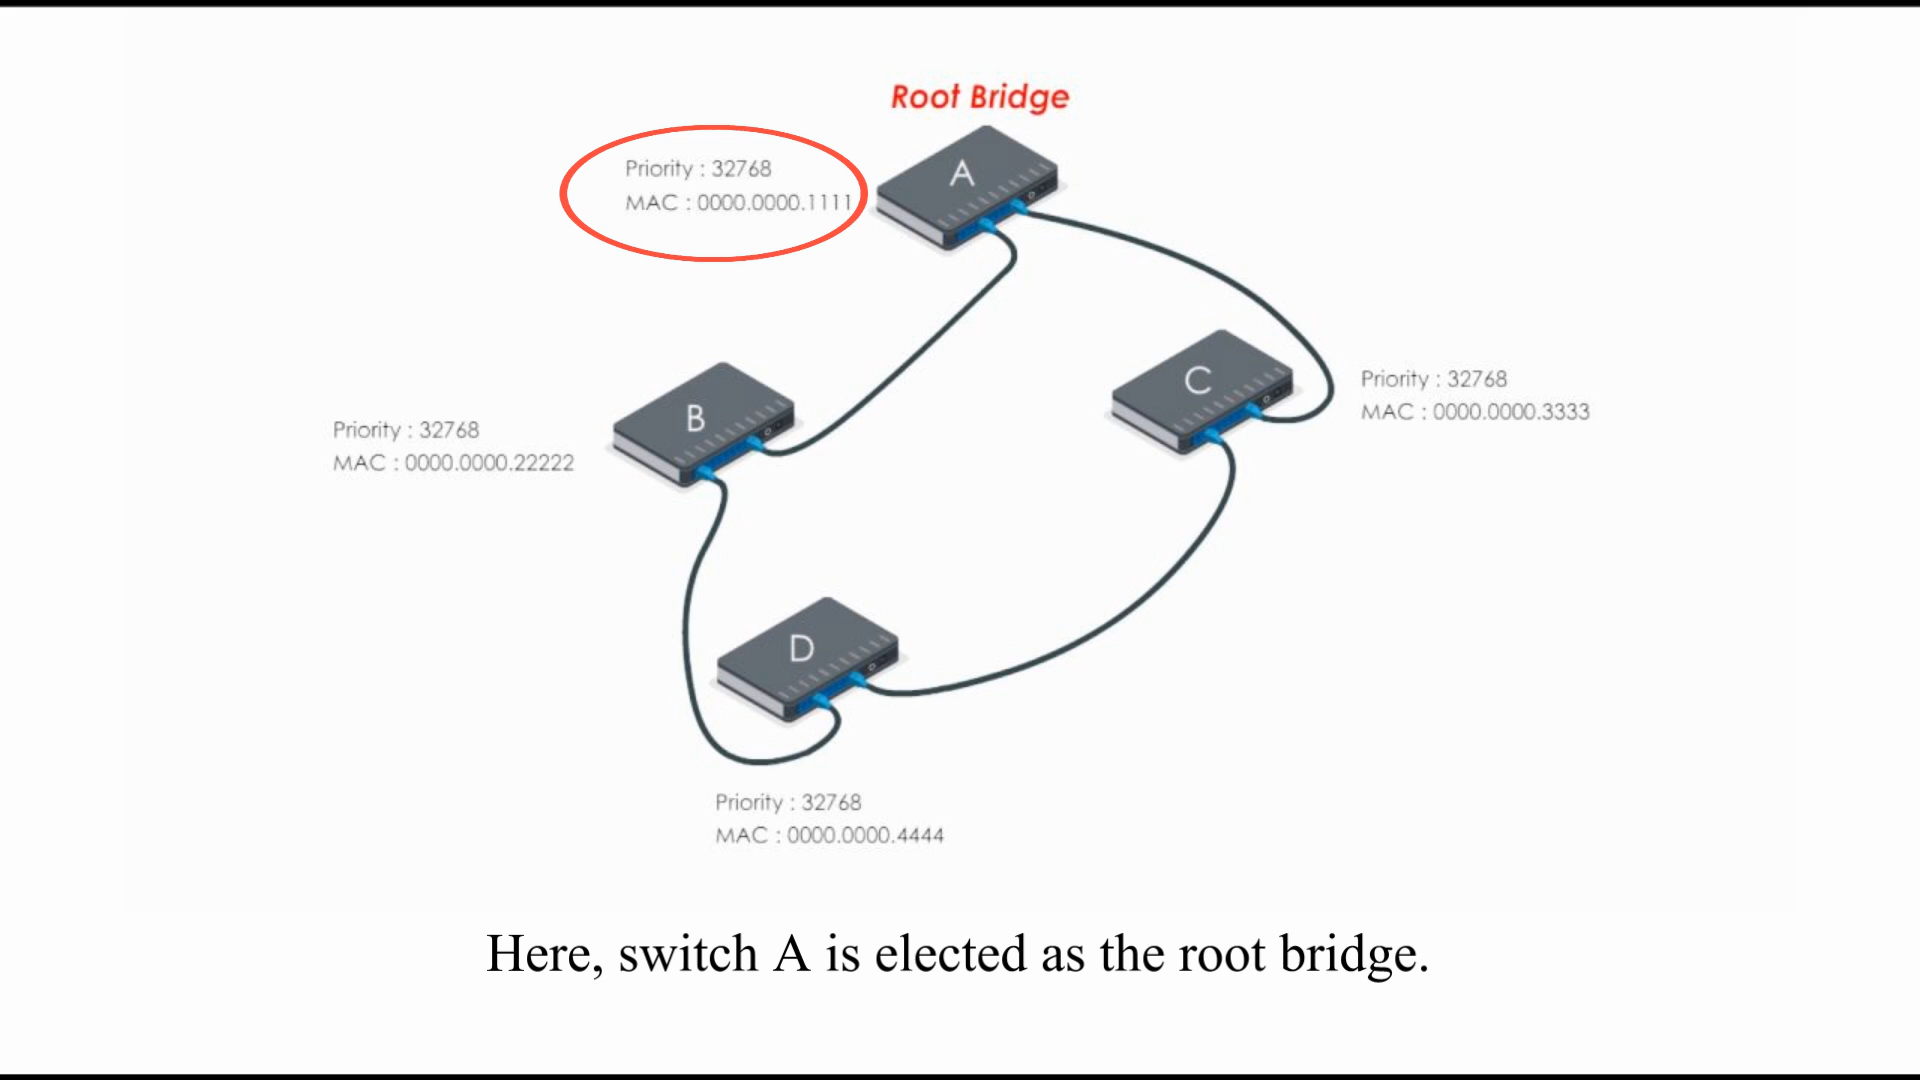 Root Bridge
Priority : 32768
MAC : 0000.0000.1111
A
C
Priority : 32768
MAC : 0000.0000.3333
B
Priority : 32768
MAC : 0000.0000.22222
D
Priority : 32768
MAC : 0000.0000.4444
Here, switch A is elected as the root bridge.